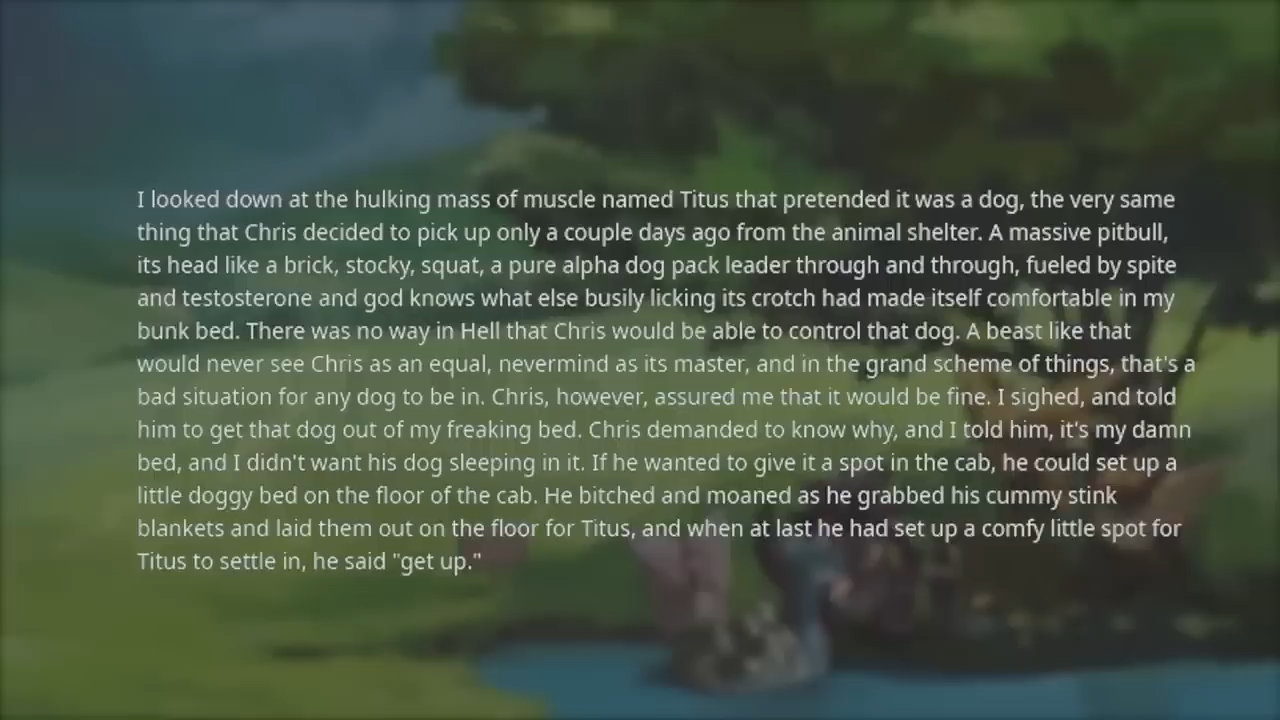 I looked down at the hulking mass of muscle named Titus that pretended it was a dog, the very same
thing that Chris decided to pick up only a couple days ago from the animal shelter. A massive pitbull,
its head like a brick, stocky, squat, a pure alpha dog pack leader through and through, fueled by spite
and testosterone and god knows what else busily licking its crotch had made itself comfortable in my
bunk bed. There was no way in Hell that Chris would be able to control that dog. A beast like that
would never see Chris as an equal, nevermind as its master, and in the grand scheme of things, that's a
bad situation for any dog to be in. Chris, however, assured me that it would be fine. I sighed, and told
him to get that dog out of my freaking bed. Chris demanded to know why, and I told him, it's my damn
bed, and I didn't want his dog sleeping in it. If he wanted to give it a spot in the cab, he could set up a
little doggy bed on the floor of the cab. He bitched and moaned as he grabbed his cummy stink
blankets and laid them out on the floor for Titus, and when at last he had set up a comfy little spot for
Titus to settle in, he said "get up."